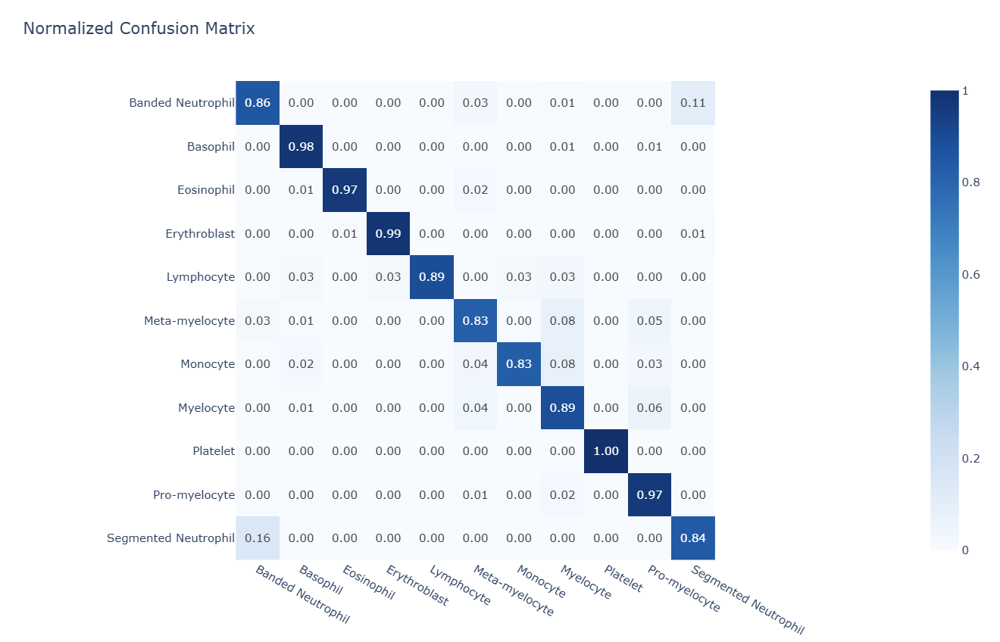 Normalized Confusion Matrix
Banded Neutrophil 0.86 0.00 0.00 0.00 0.00 0.03 0.00 0.01 0.00 0.00 0.11
Basophil 0.00 0.98 0.00 0.00 0.00 0.00 0.00 0.01 0.00 0.01 0.00
Eosinophil 0.00 0.01 0.97 0.00 0.00 0.02 0.00 0.00 0.00 0.00 0.00
Erythroblast 0.00 0.00 0.01 0.99 0.00 0.00 0.00 0.00 0.00 0.00 0.01
Lymphocyte 0.00 0.03 0.00 0.03 0.89 0.00 0.03 0.03 0.00 0.00 0.00
Meta-myelocyte 0.03 0.01 0.00 0.00 0.00 0.83 0.00 0.08 0.00 0.05 0.00
Monocyte 0.00 0.02 0.00 0.00 0.00 0.04 0.83 0.08 0.00 0.03 0.00
Myelocyte 0.00 0.01 0.00 0.00 0.00 0.04 0.00 0.89 0.00 0.06 0.00
Platelet 0.00 0.00 0.00 0.00 0.00 0.00 0.00 0.00 1.00 0.00 0.00
Pro-myelocyte 0.00 0.00 0.00 0.00 0.00 0.01 0.00 0.02 0.00 0.97 0.00
Segmented Neutrophil 0.16 0.00 0.00 0.00 0.00 0.00 0.00 0.00 0.00 0.00 0.84
Banded Neutrophil
Basophil
Eosinophil
Erythroblast
Lymphocyte
Meta-myelocyte
Monocyte
Myelocyte
Platelet
Pro-myelocyte
Segmented Neutrophil
1
0.8
0.6
0.4
0.2
0